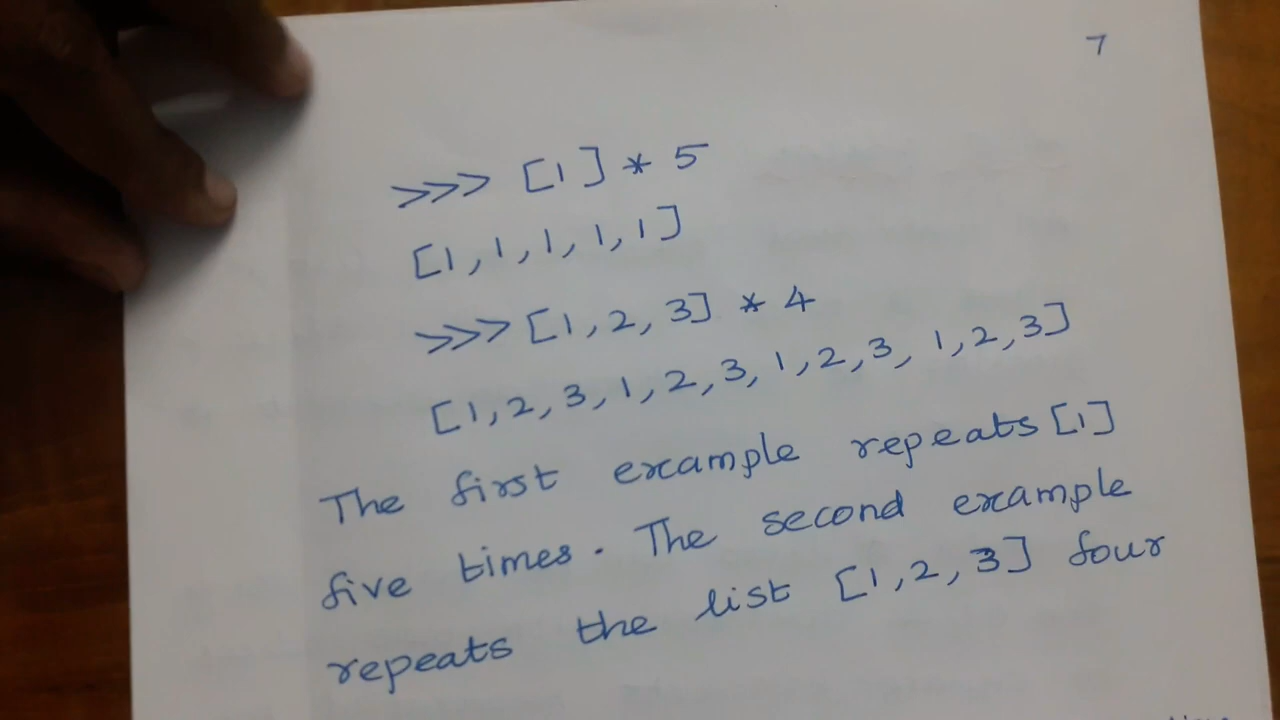 7
>>> [1] * 5
[1, 1, 1, 1, 1]
>>> [1, 2, 3] * 4
[1, 2, 3, 1, 2, 3, 1, 2, 3, 1, 2, 3]
The first example repeats [1]
five times. The second example
repeats the list [1, 2, 3] four